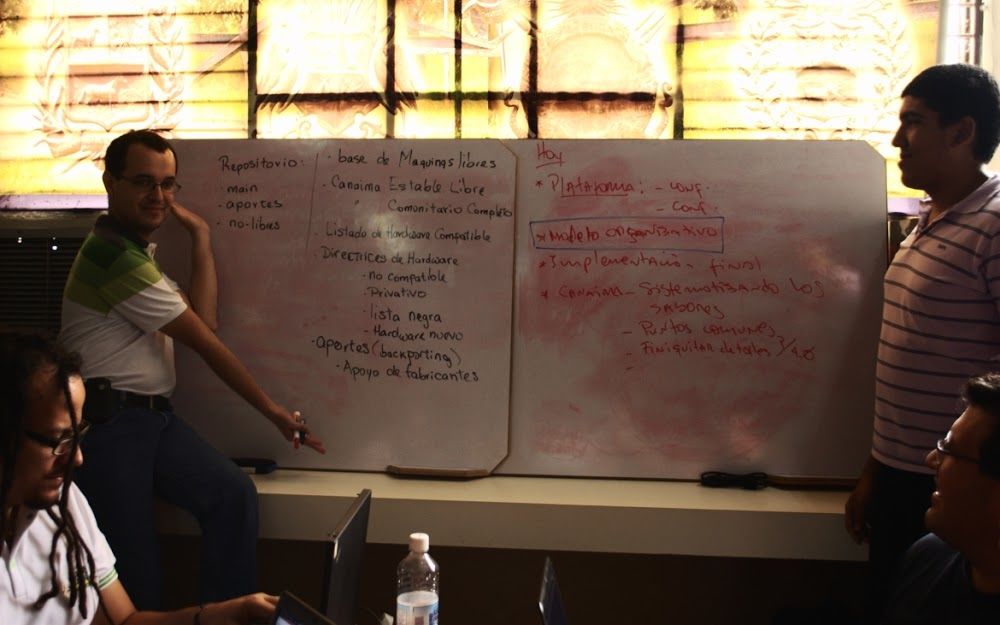 Repositorio:
· main
· aportes
· no-libres
· base de Maquinas libres
· Canaima Estable Libre
" Comunitario Completo
· Listado de Hardware Compatible
· Directrices de Hardware
· no compatible
· Privativo
· lista negra
- Hardware nuevo
· aportes (backporting)
· Apoyo de fabricantes
Hoy
* Plataforma: - conf.
- conf.
* Modelo organizativo
* Implementació - final
* Canaima - Sistematizando los
sabores
- Puntos comunes
- Finiquitar detalles 4.0